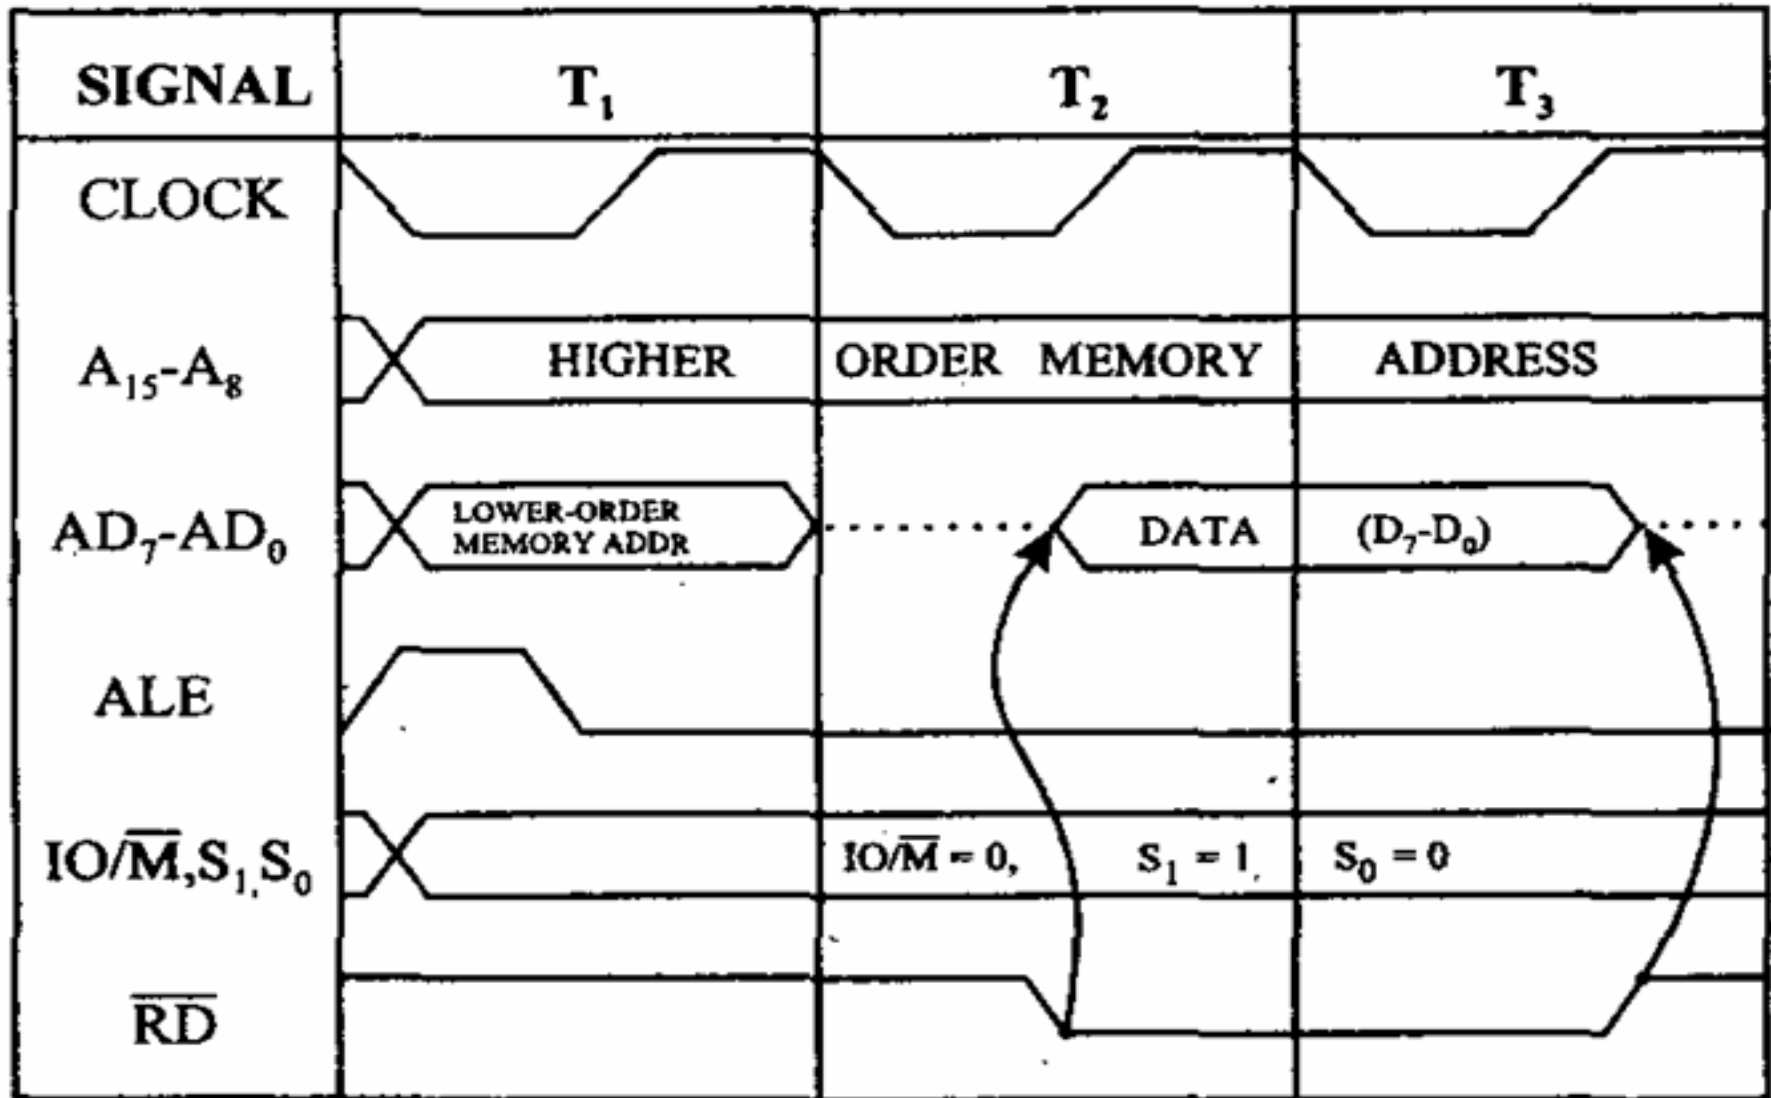 SIGNAL T₁ T₂ T₃
CLOCK
A₁₅-A₈ HIGHER ORDER MEMORY ADDRESS
AD₇-AD₀ LOWER-ORDER MEMORY ADDR DATA (D₇-D₀)
ALE
IO/M̅,S₁,S₀ IO/M̅ = 0, S₁ = 1 S₀ = 0
R̅D̅